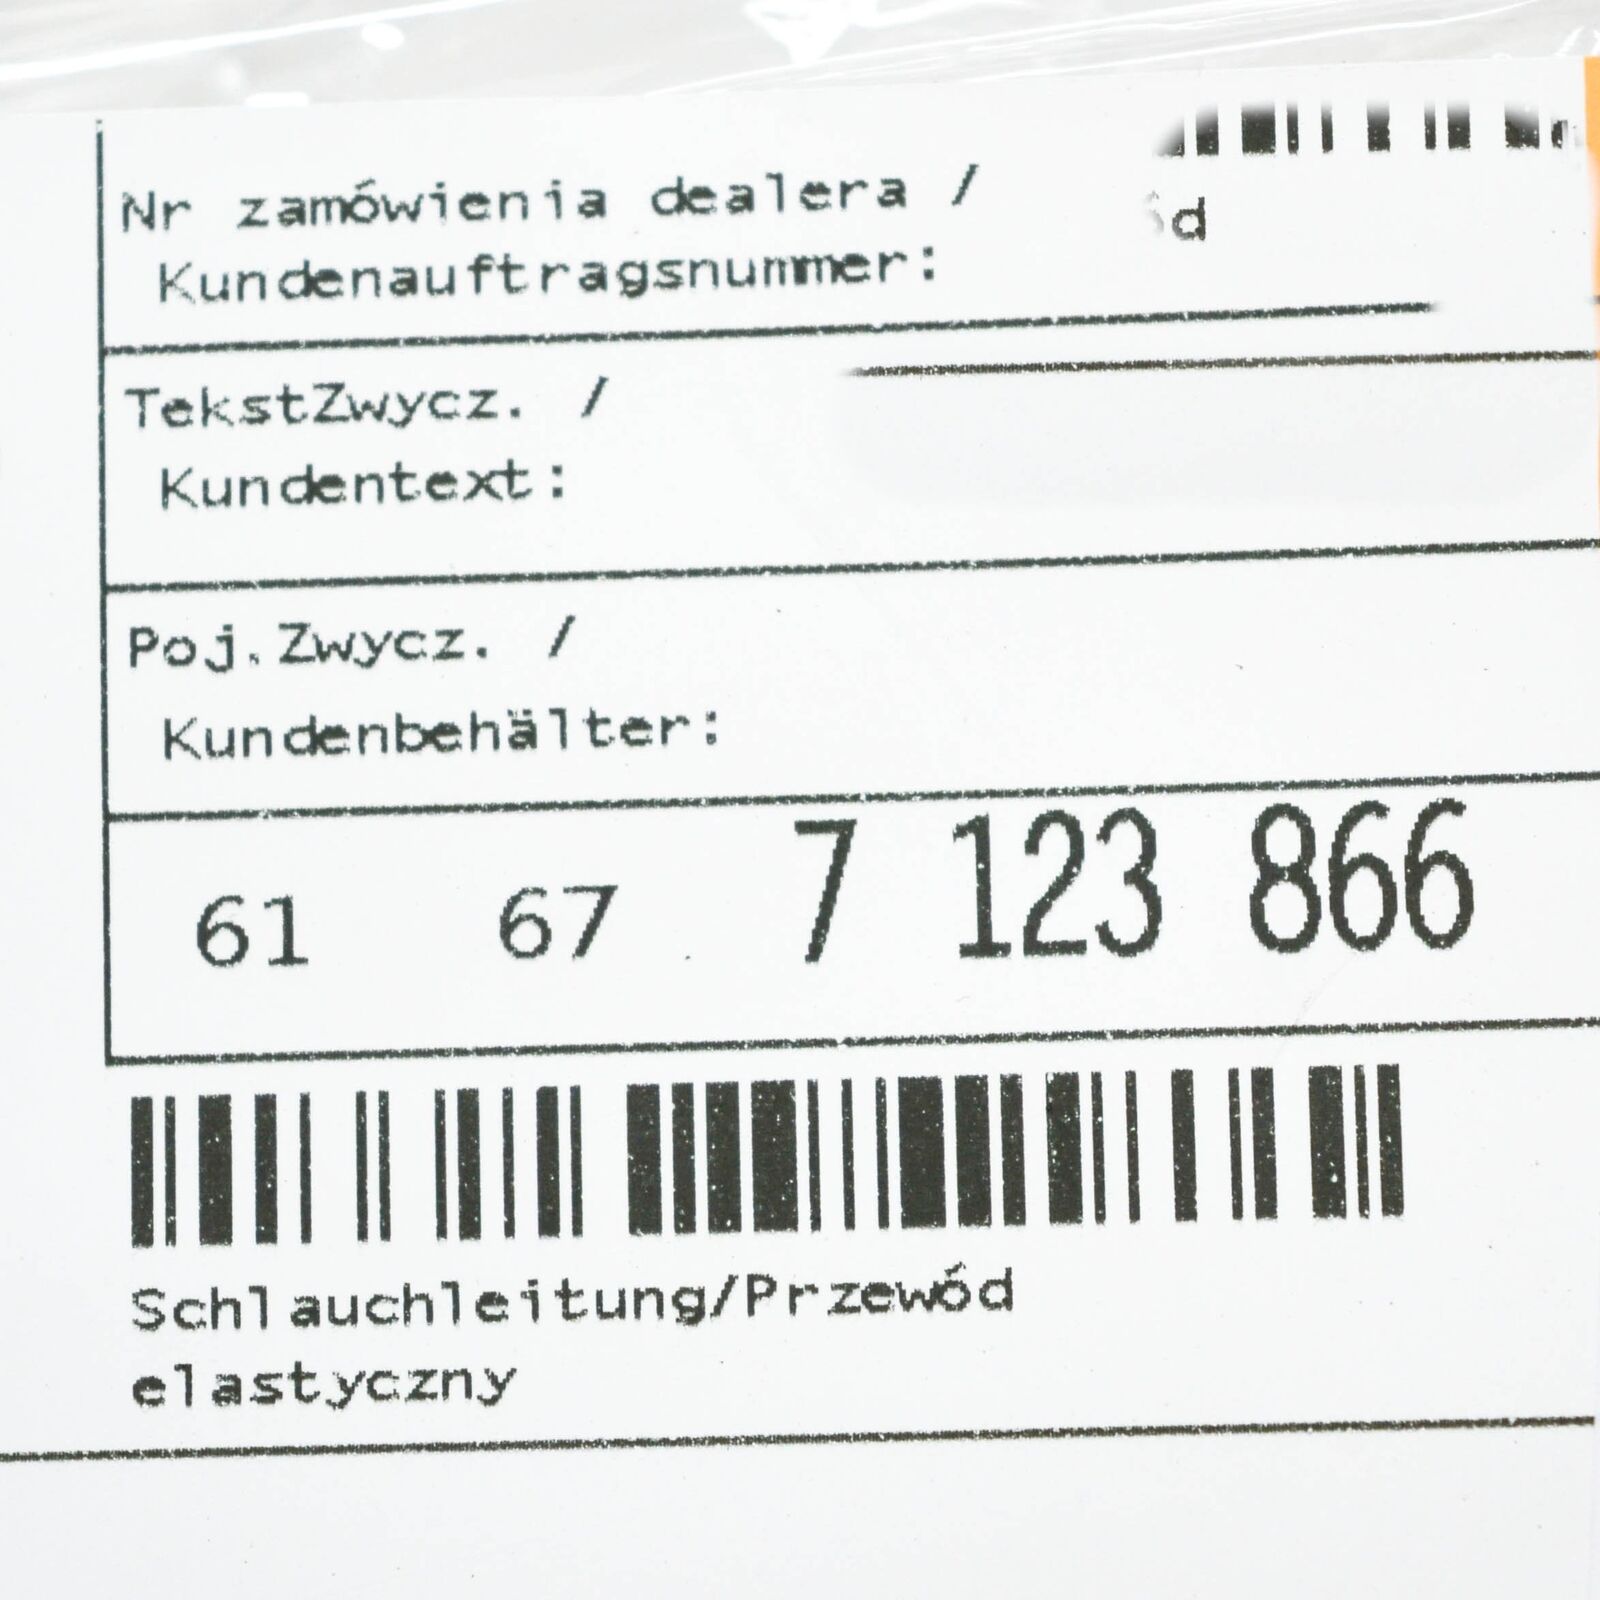 Nr zamówienia dealera /
Kundenauftragsnummer:
TekstZwycz. /
Kundentext:
Poj.Zwycz. /
Kundenbehälter:
61 67 7 123 866
Schlauchleitung/Przewód
elastyczny